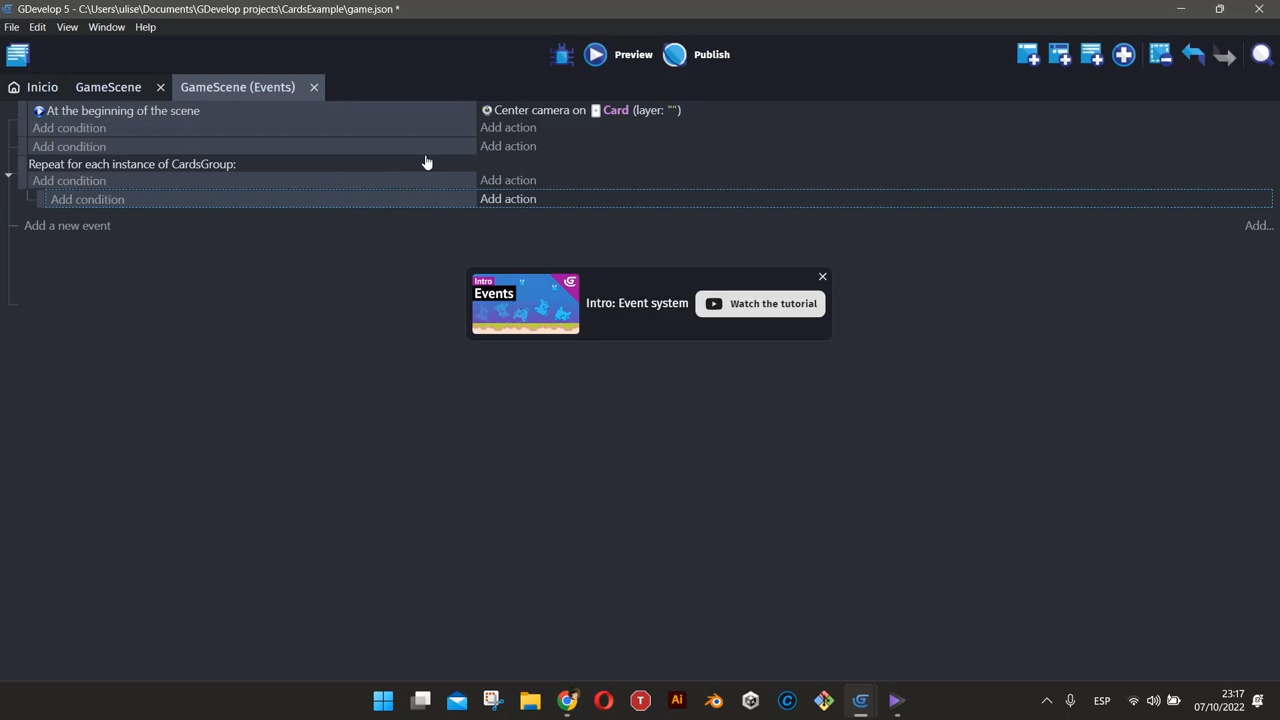 GDevelop 5 - C:\Users\ulise\Documents\GDevelop projects\CardsExample\game.json *
File Edit View Window Help
Preview Publish
Inicio GameScene GameScene (Events)
At the beginning of the scene Center camera on Card (layer: "")
Add condition Add action
Add condition Add action
Repeat for each instance of CardsGroup:
Add condition Add action
Add condition Add action
Add a new event Add...
Intro
Events
Intro: Event system Watch the tutorial
T Ai ESP 23:17
07/10/2022